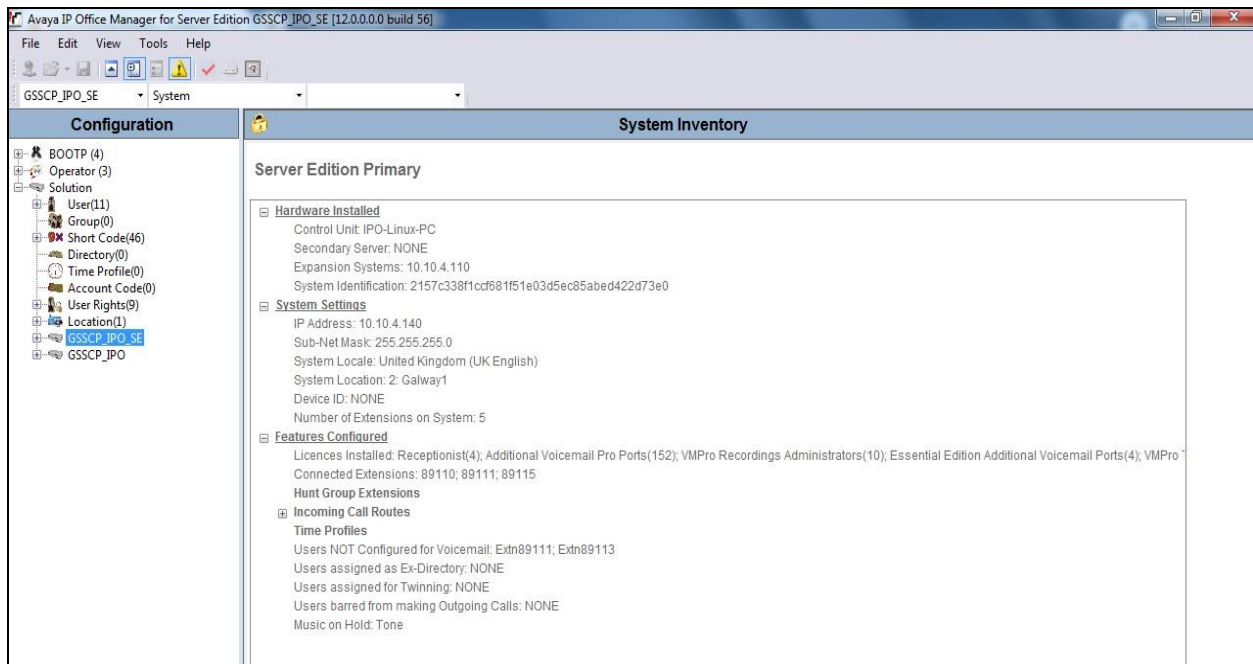 Avaya IP Office Manager for Server Edition GSSCP_IPO_SE [12.0.0.0.0 build 56]
File Edit View Tools Help
GSSCP_IPO_SE System
Configuration
System Inventory
BOOTP (4)
Operator (3)
Solution
User(11)
Group(0)
Short Code(46)
Directory(0)
Time Profile(0)
Account Code(0)
User Rights(9)
Location(1)
GSSCP_IPO_SE
GSSCP_IPO
Server Edition Primary
Hardware Installed
Control Unit: IPO-Linux-PC
Secondary Server: NONE
Expansion Systems: 10.10.4.110
System Identification: 2157c338f1ccf681f51e03d5ec85abed422d73e0
System Settings
IP Address: 10.10.4.140
Sub-Net Mask: 255.255.255.0
System Locale: United Kingdom (UK English)
System Location: 2: Galway1
Device ID: NONE
Number of Extensions on System: 5
Features Configured
Licences Installed: Receptionist(4); Additional Voicemail Pro Ports(152); VMPro Recordings Administrators(10); Essential Edition Additional Voicemail Ports(4); VMPro
Connected Extensions: 89110; 89111; 89115
Hunt Group Extensions
Incoming Call Routes
Time Profiles
Users NOT Configured for Voicemail: Extn89111; Extn89113
Users assigned as Ex-Directory: NONE
Users assigned for Twinning: NONE
Users barred from making Outgoing Calls: NONE
Music on Hold: Tone